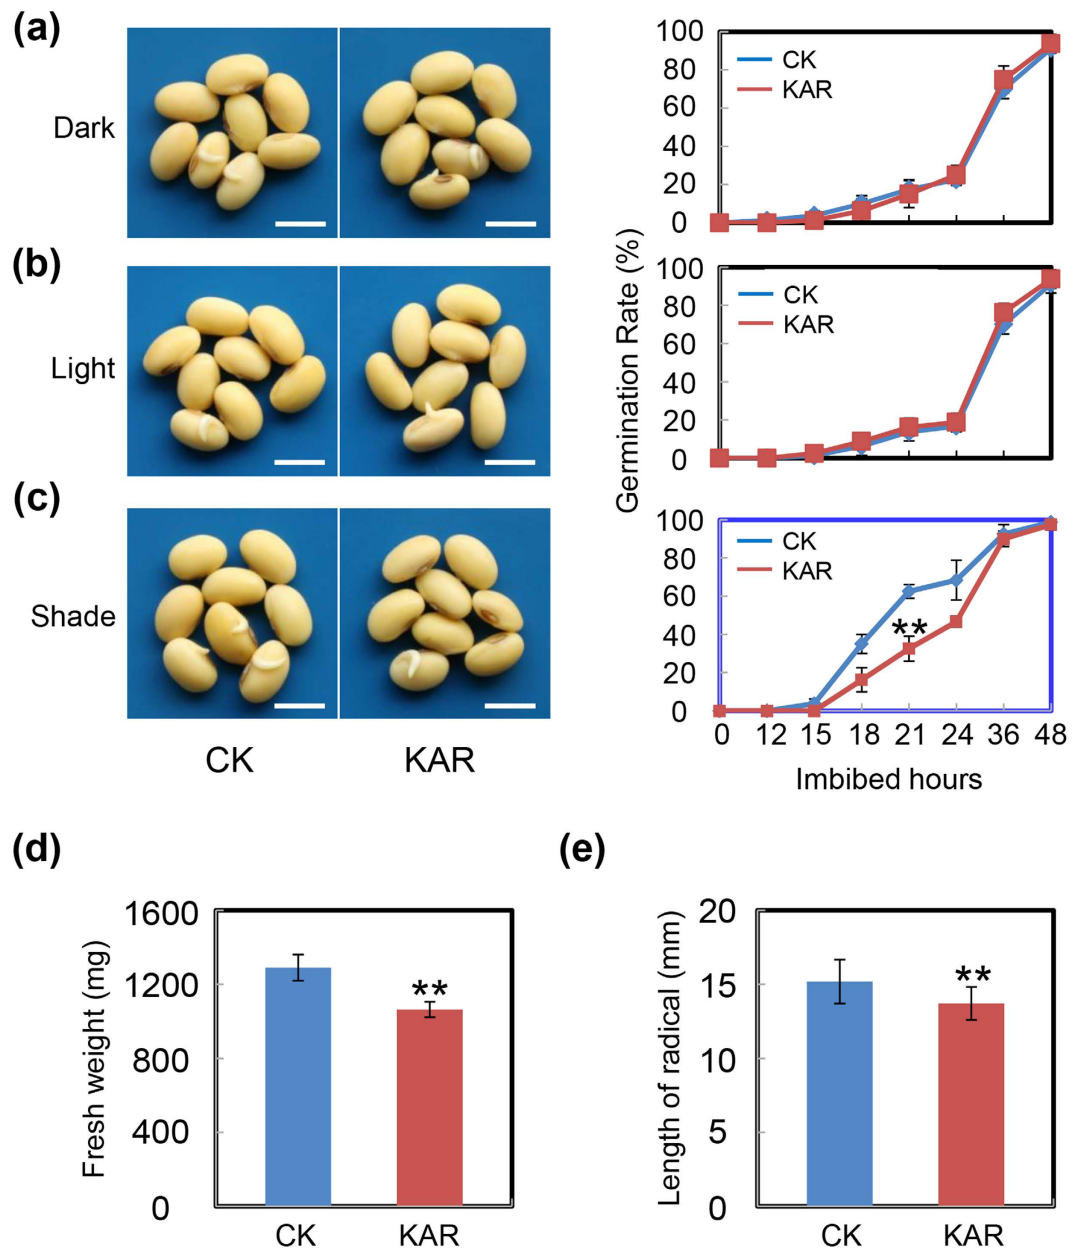 (a)
Dark
100
80
60
40
20
0
CK
KAR
(b)
Light
Germination Rate (%)
100
80
60
40
20
0
CK
KAR
(c)
Shade
100
80
60
40
20
0
CK
KAR
**
0 12 15 18 21 24 36 48
Imbibed hours
CK KAR
(d)
Fresh weight (mg)
1600
1200
800
400
0
**
CK KAR
(e)
Length of radical (mm)
20
15
10
5
0
**
CK KAR